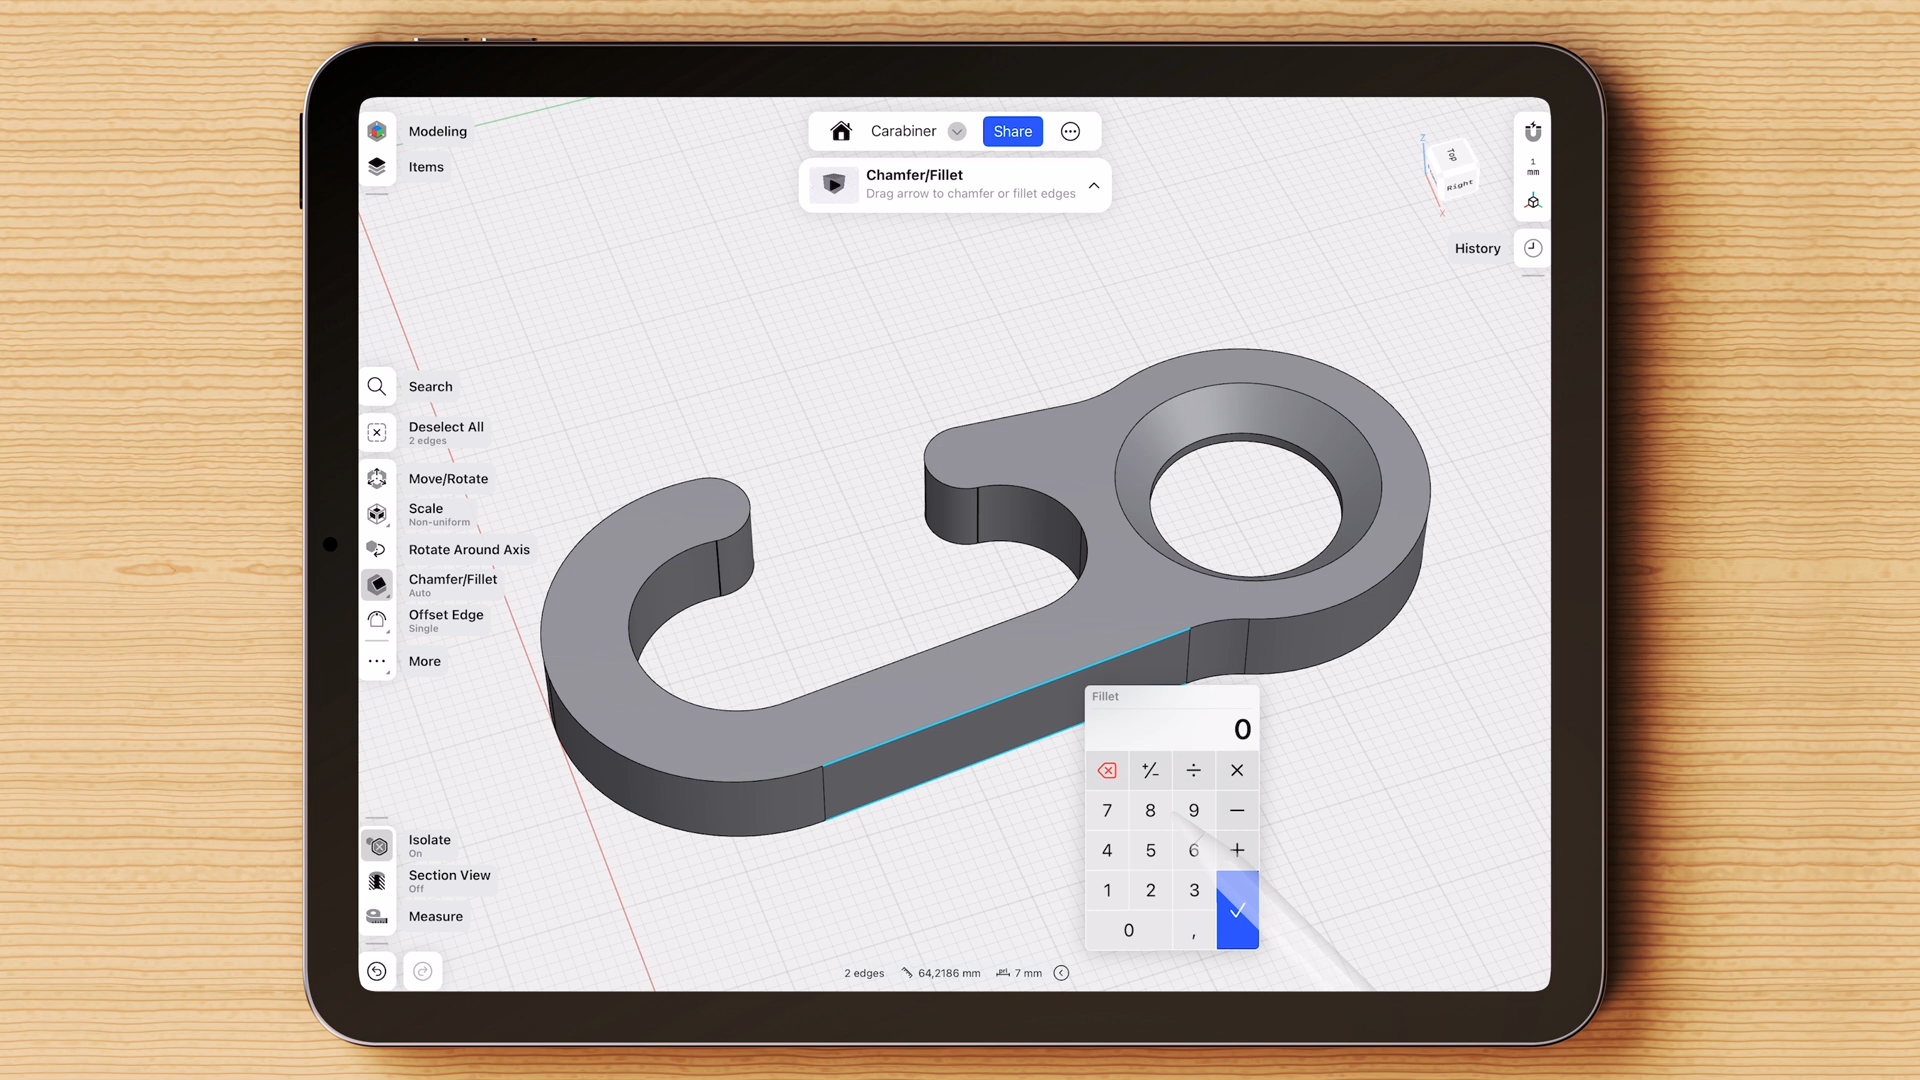 Modeling
Items
Carabiner
Share
Chamfer/Fillet
Drag arrow to chamfer or fillet edges
Z
Top
Right
X
1
mm
History
Search
Deselect All
2 edges
Move/Rotate
Scale
Non-uniform
Rotate Around Axis
Chamfer/Fillet
Auto
Offset Edge
Single
More
Fillet
0
+/− ÷ ×
7 8 9 −
4 5 6 +
1 2 3
0 ,
Isolate
On
Section View
Off
Measure
2 edges 64,2186 mm 7 mm